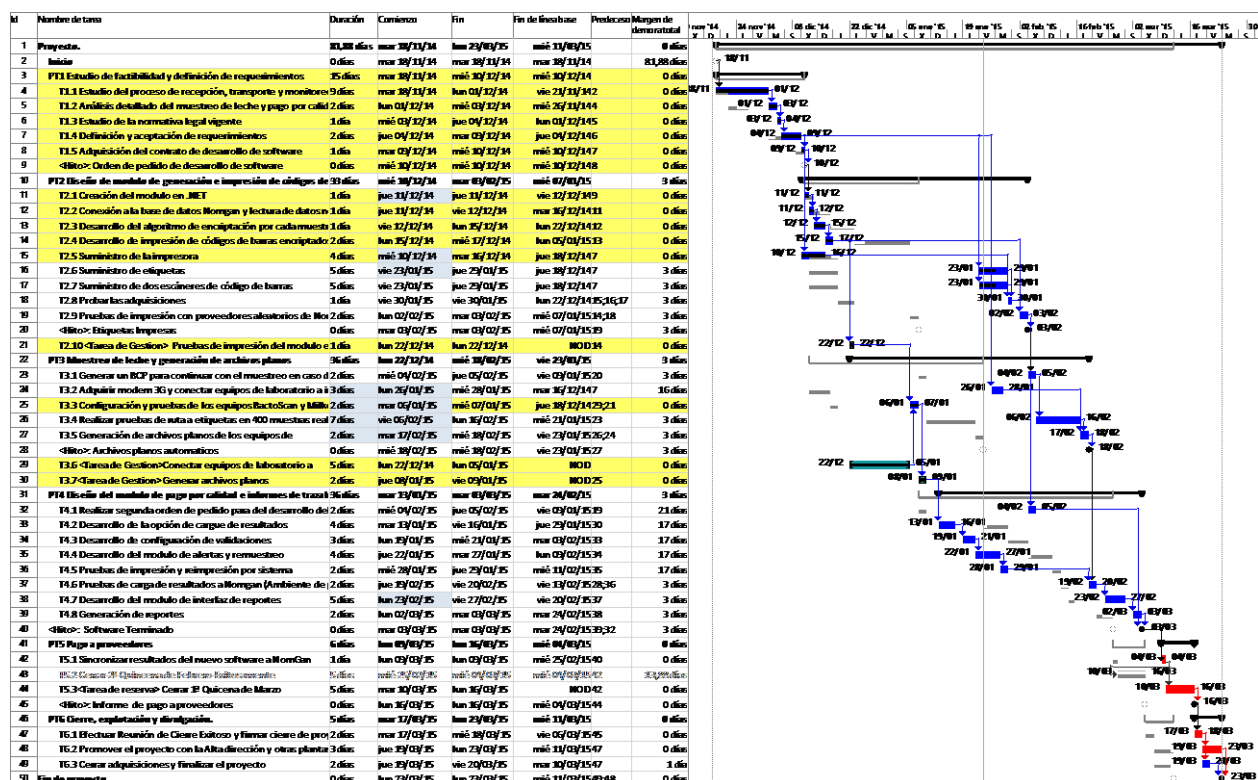 Id Nombre de tarea Duración Comienzo Fin Fin de línea base Predeceso Margen de demora total
24 nov '14 08 dic '14 22 dic '14 05 ene '15 19 ene '15 02 feb '15 16 feb '15 02 mar '15 16 mar '15 30
1 Proyecto. 81,88 días mar 18/11/14 lun 23/03/15 mié 11/03/15 0 días
2 Inicio 0 días mar 18/11/14 mar 18/11/14 mar 18/11/14 81,88 días 18/11
3 PT1 Estudio de factibilidad y definición de requerimientos 15 días mar 18/11/14 mié 10/12/14 mié 10/12/14 0 días
4 T1.1 Estudio del proceso de recepción, transporte y monitore 9 días mar 18/11/14 lun 01/12/14 vie 21/11/14 2 0 días 18/11 01/12
5 T1.2 Análisis detallado del muestreo de leche y pago por calid 2 días lun 01/12/14 mié 03/12/14 mié 26/11/14 4 0 días 01/12 03/12
6 T1.3 Estudio de la normativa legal vigente 1 día mié 03/12/14 jue 04/12/14 lun 01/12/14 5 0 días 03/12 04/12
7 T1.4 Definición y aceptación de requerimientos 2 días jue 04/12/14 mar 09/12/14 jue 04/12/14 6 0 días 04/12 09/12
8 T1.5 Adquisición del contrato de desarrollo de software 1 día mar 09/12/14 mié 10/12/14 mié 10/12/14 7 0 días 09/12 10/12
9 <Hito>: Orden de pedido de desarrollo de software 0 días mié 10/12/14 mié 10/12/14 mié 10/12/14 8 0 días 10/12
10 PT2 Diseño de modulo de generación e impresión de códigos de 33 días mié 10/12/14 mar 03/02/15 mié 07/01/15 3 días
11 T2.1 Creación del modulo en .NET 1 día jue 11/12/14 jue 11/12/14 vie 12/12/14 9 0 días 11/12 11/12
12 T2.2 Conexión a la base de datos Normgan y lectura de datos n 1 día jue 11/12/14 vie 12/12/14 mar 16/12/14 11 0 días 11/12 12/12
13 T2.3 Desarrollo del algoritmo de encriptación por cada muest 1 día vie 12/12/14 lun 15/12/14 lun 22/12/14 12 0 días 12/12 15/12
14 T2.4 Desarrollo de impresión de códigos de barras encriptado 2 días lun 15/12/14 mié 17/12/14 lun 05/01/15 13 0 días 15/12 17/12
15 T2.5 Suministro de la impresora 4 días mié 10/12/14 mar 16/12/14 jue 18/12/14 7 0 días 10/12 16/12
16 T2.6 Suministro de etiquetas 5 días vie 23/01/15 jue 29/01/15 jue 18/12/14 7 3 días 23/01 29/01
17 T2.7 Suministro de dos escáneres de código de barras 5 días vie 23/01/15 jue 29/01/15 jue 18/12/14 7 3 días 23/01 29/01
18 T2.8 Probar las adquisiciones 1 día vie 30/01/15 vie 30/01/15 lun 22/12/14 15;16;17 3 días 30/01 30/01
19 T2.9 Pruebas de impresión con proveedores aleatorios de No 2 días lun 02/02/15 mar 03/02/15 mié 07/01/15 14;18 3 días 02/02 03/02
20 <Hito>: Etiquetas Impresas 0 días mar 03/02/15 mar 03/02/15 mié 07/01/15 19 3 días 03/02
21 T2.10 <Tarea de Gestion> Pruebas de impresión del modulo e 1 día lun 22/12/14 lun 22/12/14 NOD 14 0 días 22/12 22/12
22 PT3 Muestreo de leche y generación de archivos planos 36 días lun 22/12/14 mié 18/02/15 vie 23/01/15 3 días
23 T3.1 Generar un BCP para continuar con el muestreo en caso d 2 días mié 04/02/15 jue 05/02/15 vie 09/01/15 20 3 días 04/02 05/02
24 T3.2 Adquirir modem 3G y conectar equipos de laboratorio a i 3 días lun 26/01/15 mié 28/01/15 mar 16/12/14 7 16 días 26/01 28/01
25 T3.3 Configuración y pruebas de los equipos BactoScan y Milk 2 días mar 06/01/15 mié 07/01/15 jue 18/12/14 29;21 0 días 06/01 07/01
26 T3.4 Realizar pruebas de ruta a etiquetas en 400 muestras real 7 días vie 06/02/15 lun 16/02/15 mié 21/01/15 23 3 días 06/02 16/02
27 T3.5 Generación de archivos planos de los equipos de 2 días mar 17/02/15 mié 18/02/15 vie 23/01/15 26;24 3 días 17/02 18/02
28 <Hito>: Archivos planos automaticos 0 días mié 18/02/15 mié 18/02/15 vie 23/01/15 27 3 días 18/02
29 T3.6 <Tarea de Gestion>Conectar equipos de laboratorio a 5 días lun 22/12/14 lun 05/01/15 NOD 0 días 22/12 05/01
30 T3.7<Tarea de Gestion> Generar archivos planos 2 días jue 08/01/15 vie 09/01/15 NOD 25 0 días 08/01 09/01
31 PT4 Diseño del modulo de pago por calidad e informes de trazab 36 días mar 13/01/15 mar 03/03/15 mar 24/02/15 3 días
32 T4.1 Realizar segunda orden de pedido para del desarrollo de 2 días mié 04/02/15 jue 05/02/15 vie 09/01/15 19 21 días 04/02 05/02
33 T4.2 Desarrollo de la opción de cargue de resultados 4 días mar 13/01/15 vie 16/01/15 jue 29/01/15 30 17 días 13/01 16/01
34 T4.3 Desarrollo de configuración de validaciones 3 días lun 19/01/15 mié 21/01/15 mar 03/02/15 33 17 días 19/01 21/01
35 T4.4 Desarrollo del modulo de alertas y remuestreo 4 días jue 22/01/15 mar 27/01/15 lun 09/02/15 34 17 días 22/01 27/01
36 T4.5 Pruebas de impresión y reimpresión por sistema 2 días mié 28/01/15 jue 29/01/15 mié 11/02/15 35 17 días 28/01 29/01
37 T4.6 Pruebas de carga de resultados a Normgan (Ambiente de 2 días jue 19/02/15 vie 20/02/15 vie 13/02/15 28;36 3 días 19/02 20/02
38 T4.7 Desarrollo del modulo de interfaz de reportes 5 días lun 23/02/15 vie 27/02/15 vie 20/02/15 37 3 días 23/02 27/02
39 T4.8 Generación de reportes 2 días lun 02/03/15 mar 03/03/15 mar 24/02/15 38 3 días 02/03 03/03
40 <Hito>: Software Terminado 0 días mar 03/03/15 mar 03/03/15 mar 24/02/15 39;32 3 días 03/03
41 PT5 Pago a proveedores 6 días lun 09/03/15 lun 16/03/15 mié 04/03/15 0 días
42 T5.1 Sincronizar resultados del nuevo software a NormGan 1 día lun 09/03/15 lun 09/03/15 mié 25/02/15 40 0 días 04/03 04/03
43 10/03 16/03
44 T5.3<Tarea de reserva> Cerrar 1ª Quincena de Marzo 5 días mar 10/03/15 lun 16/03/15 NOD 42 0 días 10/03 16/03
45 <Hito>: Informe de pago a proveedores 0 días lun 16/03/15 lun 16/03/15 mié 04/03/15 44 0 días 16/03
46 PT6 Cierre, explotación y divulgación. 5 días mar 17/03/15 lun 23/03/15 mié 11/03/15 0 días
47 T6.1 Efectuar Reunión de Cierre Exitoso y firmar cierre de pro 2 días mar 17/03/15 mié 18/03/15 vie 06/03/15 45 0 días 17/03 18/03
48 T6.2 Promover el proyecto con la Alta dirección y otras planta 3 días jue 19/03/15 lun 23/03/15 mié 11/03/15 47 0 días 19/03 23/03
49 T6.3 Cerrar adquisiciones y finalizar el proyecto 2 días jue 19/03/15 vie 20/03/15 mar 10/03/15 47 1 día 19/03 20/03
50 Fin de proyecto 0 días lun 23/03/15 lun 23/03/15 mié 11/03/15 49;48 0 días 23/03